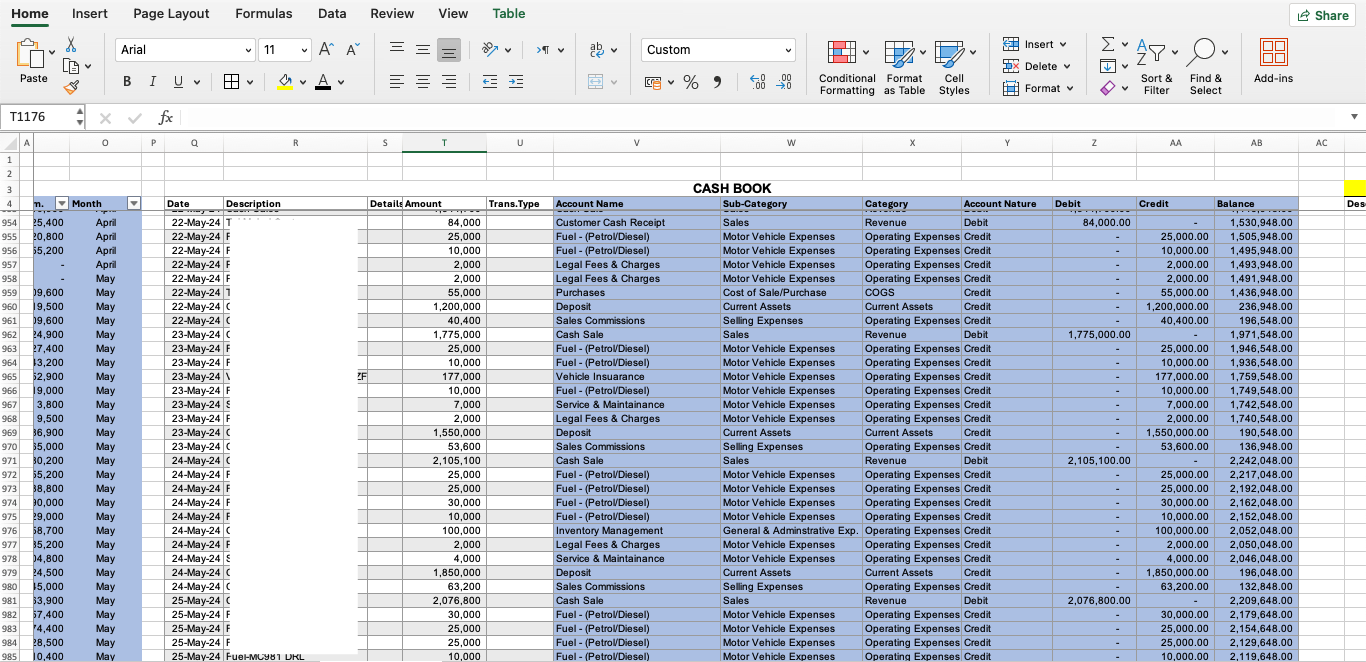 Home Insert Page Layout Formulas Data Review View Table Share
Paste Arial 11 B I U A ab Custom % Conditional Formatting Format as Table Cell Styles Insert Delete Format Sort & Filter Find & Select Add-ins
T1176 fx
A O P Q R S T U V W X Y Z AA AB AC
1
2
3 CASH BOOK
4 Month Date Description Details Amount Trans.Type Account Name Sub-Category Category Account Nature Debit Credit Balance
954 25,400 April 22-May-24 T 84,000 Customer Cash Receipt Sales Revenue Debit 84,000.00 - 1,530,948.00
955 20,800 April 22-May-24 F 25,000 Fuel - (Petrol/Diesel) Motor Vehicle Expenses Operating Expenses Credit - 25,000.00 1,505,948.00
956 55,200 April 22-May-24 F 10,000 Fuel - (Petrol/Diesel) Motor Vehicle Expenses Operating Expenses Credit - 10,000.00 1,495,948.00
957 - April 22-May-24 F 2,000 Legal Fees & Charges Motor Vehicle Expenses Operating Expenses Credit - 2,000.00 1,493,948.00
958 - May 22-May-24 F 2,000 Legal Fees & Charges Motor Vehicle Expenses Operating Expenses Credit - 2,000.00 1,491,948.00
959 09,600 May 22-May-24 T 55,000 Purchases Cost of Sale/Purchase COGS Credit - 55,000.00 1,436,948.00
960 19,500 May 22-May-24 C 1,200,000 Deposit Current Assets Current Assets Credit - 1,200,000.00 236,948.00
961 09,600 May 22-May-24 C 40,400 Sales Commissions Selling Expenses Operating Expenses Credit - 40,400.00 196,548.00
962 24,900 May 23-May-24 C 1,775,000 Cash Sale Sales Revenue Debit 1,775,000.00 - 1,971,548.00
963 27,400 May 23-May-24 F 25,000 Fuel - (Petrol/Diesel) Motor Vehicle Expenses Operating Expenses Credit - 25,000.00 1,946,548.00
964 43,200 May 23-May-24 F 10,000 Fuel - (Petrol/Diesel) Motor Vehicle Expenses Operating Expenses Credit - 10,000.00 1,936,548.00
965 52,900 May 23-May-24 V ZF 177,000 Vehicle Insuarance Motor Vehicle Expenses Operating Expenses Credit - 177,000.00 1,759,548.00
966 19,000 May 23-May-24 F 10,000 Fuel - (Petrol/Diesel) Motor Vehicle Expenses Operating Expenses Credit - 10,000.00 1,749,548.00
967 3,800 May 23-May-24 S 7,000 Service & Maintainance Motor Vehicle Expenses Operating Expenses Credit - 7,000.00 1,742,548.00
968 9,500 May 23-May-24 F 2,000 Legal Fees & Charges Motor Vehicle Expenses Operating Expenses Credit - 2,000.00 1,740,548.00
969 36,900 May 23-May-24 C 1,550,000 Deposit Current Assets Current Assets Credit - 1,550,000.00 190,548.00
970 35,000 May 23-May-24 C 53,600 Sales Commissions Selling Expenses Operating Expenses Credit - 53,600.00 136,948.00
971 30,200 May 24-May-24 C 2,105,100 Cash Sale Sales Revenue Debit 2,105,100.00 - 2,242,048.00
972 55,200 May 24-May-24 F 25,000 Fuel - (Petrol/Diesel) Motor Vehicle Expenses Operating Expenses Credit - 25,000.00 2,217,048.00
973 38,800 May 24-May-24 F 25,000 Fuel - (Petrol/Diesel) Motor Vehicle Expenses Operating Expenses Credit - 25,000.00 2,192,048.00
974 90,000 May 24-May-24 F 30,000 Fuel - (Petrol/Diesel) Motor Vehicle Expenses Operating Expenses Credit - 30,000.00 2,162,048.00
975 29,000 May 24-May-24 F 10,000 Fuel - (Petrol/Diesel) Motor Vehicle Expenses Operating Expenses Credit - 10,000.00 2,152,048.00
976 58,700 May 24-May-24 C 100,000 Inventory Management General & Adminstrative Exp. Operating Expenses Credit - 100,000.00 2,052,048.00
977 35,200 May 24-May-24 F 2,000 Legal Fees & Charges Motor Vehicle Expenses Operating Expenses Credit - 2,000.00 2,050,048.00
978 04,800 May 24-May-24 S 4,000 Service & Maintainance Motor Vehicle Expenses Operating Expenses Credit - 4,000.00 2,046,048.00
979 24,500 May 24-May-24 C 1,850,000 Deposit Current Assets Current Assets Credit - 1,850,000.00 196,048.00
980 45,000 May 24-May-24 C 63,200 Sales Commissions Selling Expenses Operating Expenses Credit - 63,200.00 132,848.00
981 63,900 May 25-May-24 C 2,076,800 Cash Sale Sales Revenue Debit 2,076,800.00 - 2,209,648.00
982 57,400 May 25-May-24 F 30,000 Fuel - (Petrol/Diesel) Motor Vehicle Expenses Operating Expenses Credit - 30,000.00 2,179,648.00
983 74,400 May 25-May-24 F 25,000 Fuel - (Petrol/Diesel) Motor Vehicle Expenses Operating Expenses Credit - 25,000.00 2,154,648.00
984 28,500 May 25-May-24 F 25,000 Fuel - (Petrol/Diesel) Motor Vehicle Expenses Operating Expenses Credit - 25,000.00 2,129,648.00
985 10,400 May 25-May-24 Fuel-MC981 DRL 10,000 Fuel - (Petrol/Diesel) Motor Vehicle Expenses Operating Expenses Credit - 10,000.00 2,119,648.00